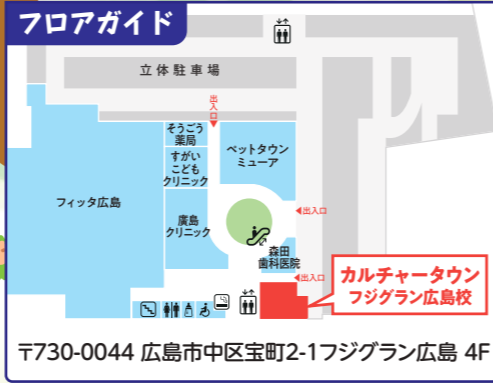 フロアガイド
立体駐車場
出入口
そうごう
薬局
すがい
こども
クリニック
ペットタウン
ミューア
フィッタ広島
廣島
クリニック
出入口
森田
歯科医院
出入口
カルチャータウン
フジグラン広島校
〒730-0044 広島市中区宝町2-1フジグラン広島 4F